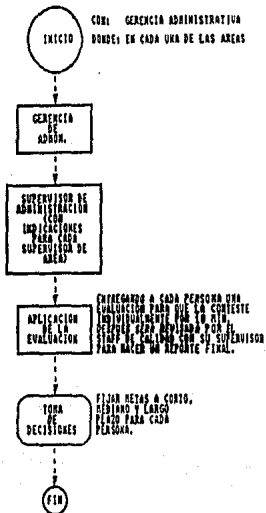 CON: GERENCIA ADMINISTRATIVA
INICIO
DONDE: EN CADA UNA DE LAS AREAS
GERENCIA
DE
ADMON.
SUPERVISOR DE
ADMINISTRACION
(CON
INDICACIONES
PARA CADA
SUPERVISOR DE
AREA)
APLICACION
DE LA
EVALUACION
ENTREGANDO A CADA PERSONA UNA
EVALUACION PARA QUE LA CONTESTE
INDIVIDUALMENTE POR 10 MIN.
DESPUES SERA REVISADA POR EL
STAFF DE CALIDAD CON SU SUPERVISOR
PARA HACER UN REPORTE FINAL.
TOMA
DE
DECISIONES
FIJAR METAS A CORTO,
MEDIANO Y LARGO
PLAZO PARA CADA
PERSONA.
FIN